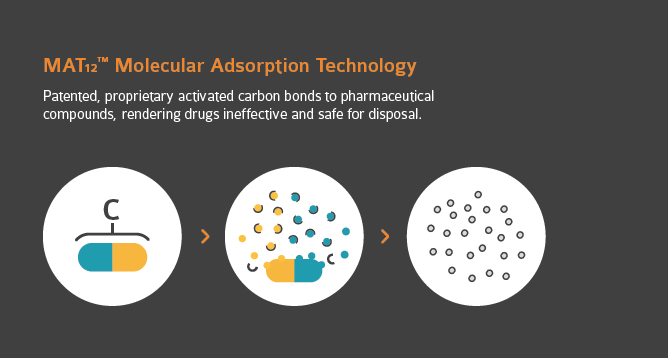 MAT₁₂™ Molecular Adsorption Technology
Patented, proprietary activated carbon bonds to pharmaceutical
compounds, rendering drugs ineffective and safe for disposal.
C